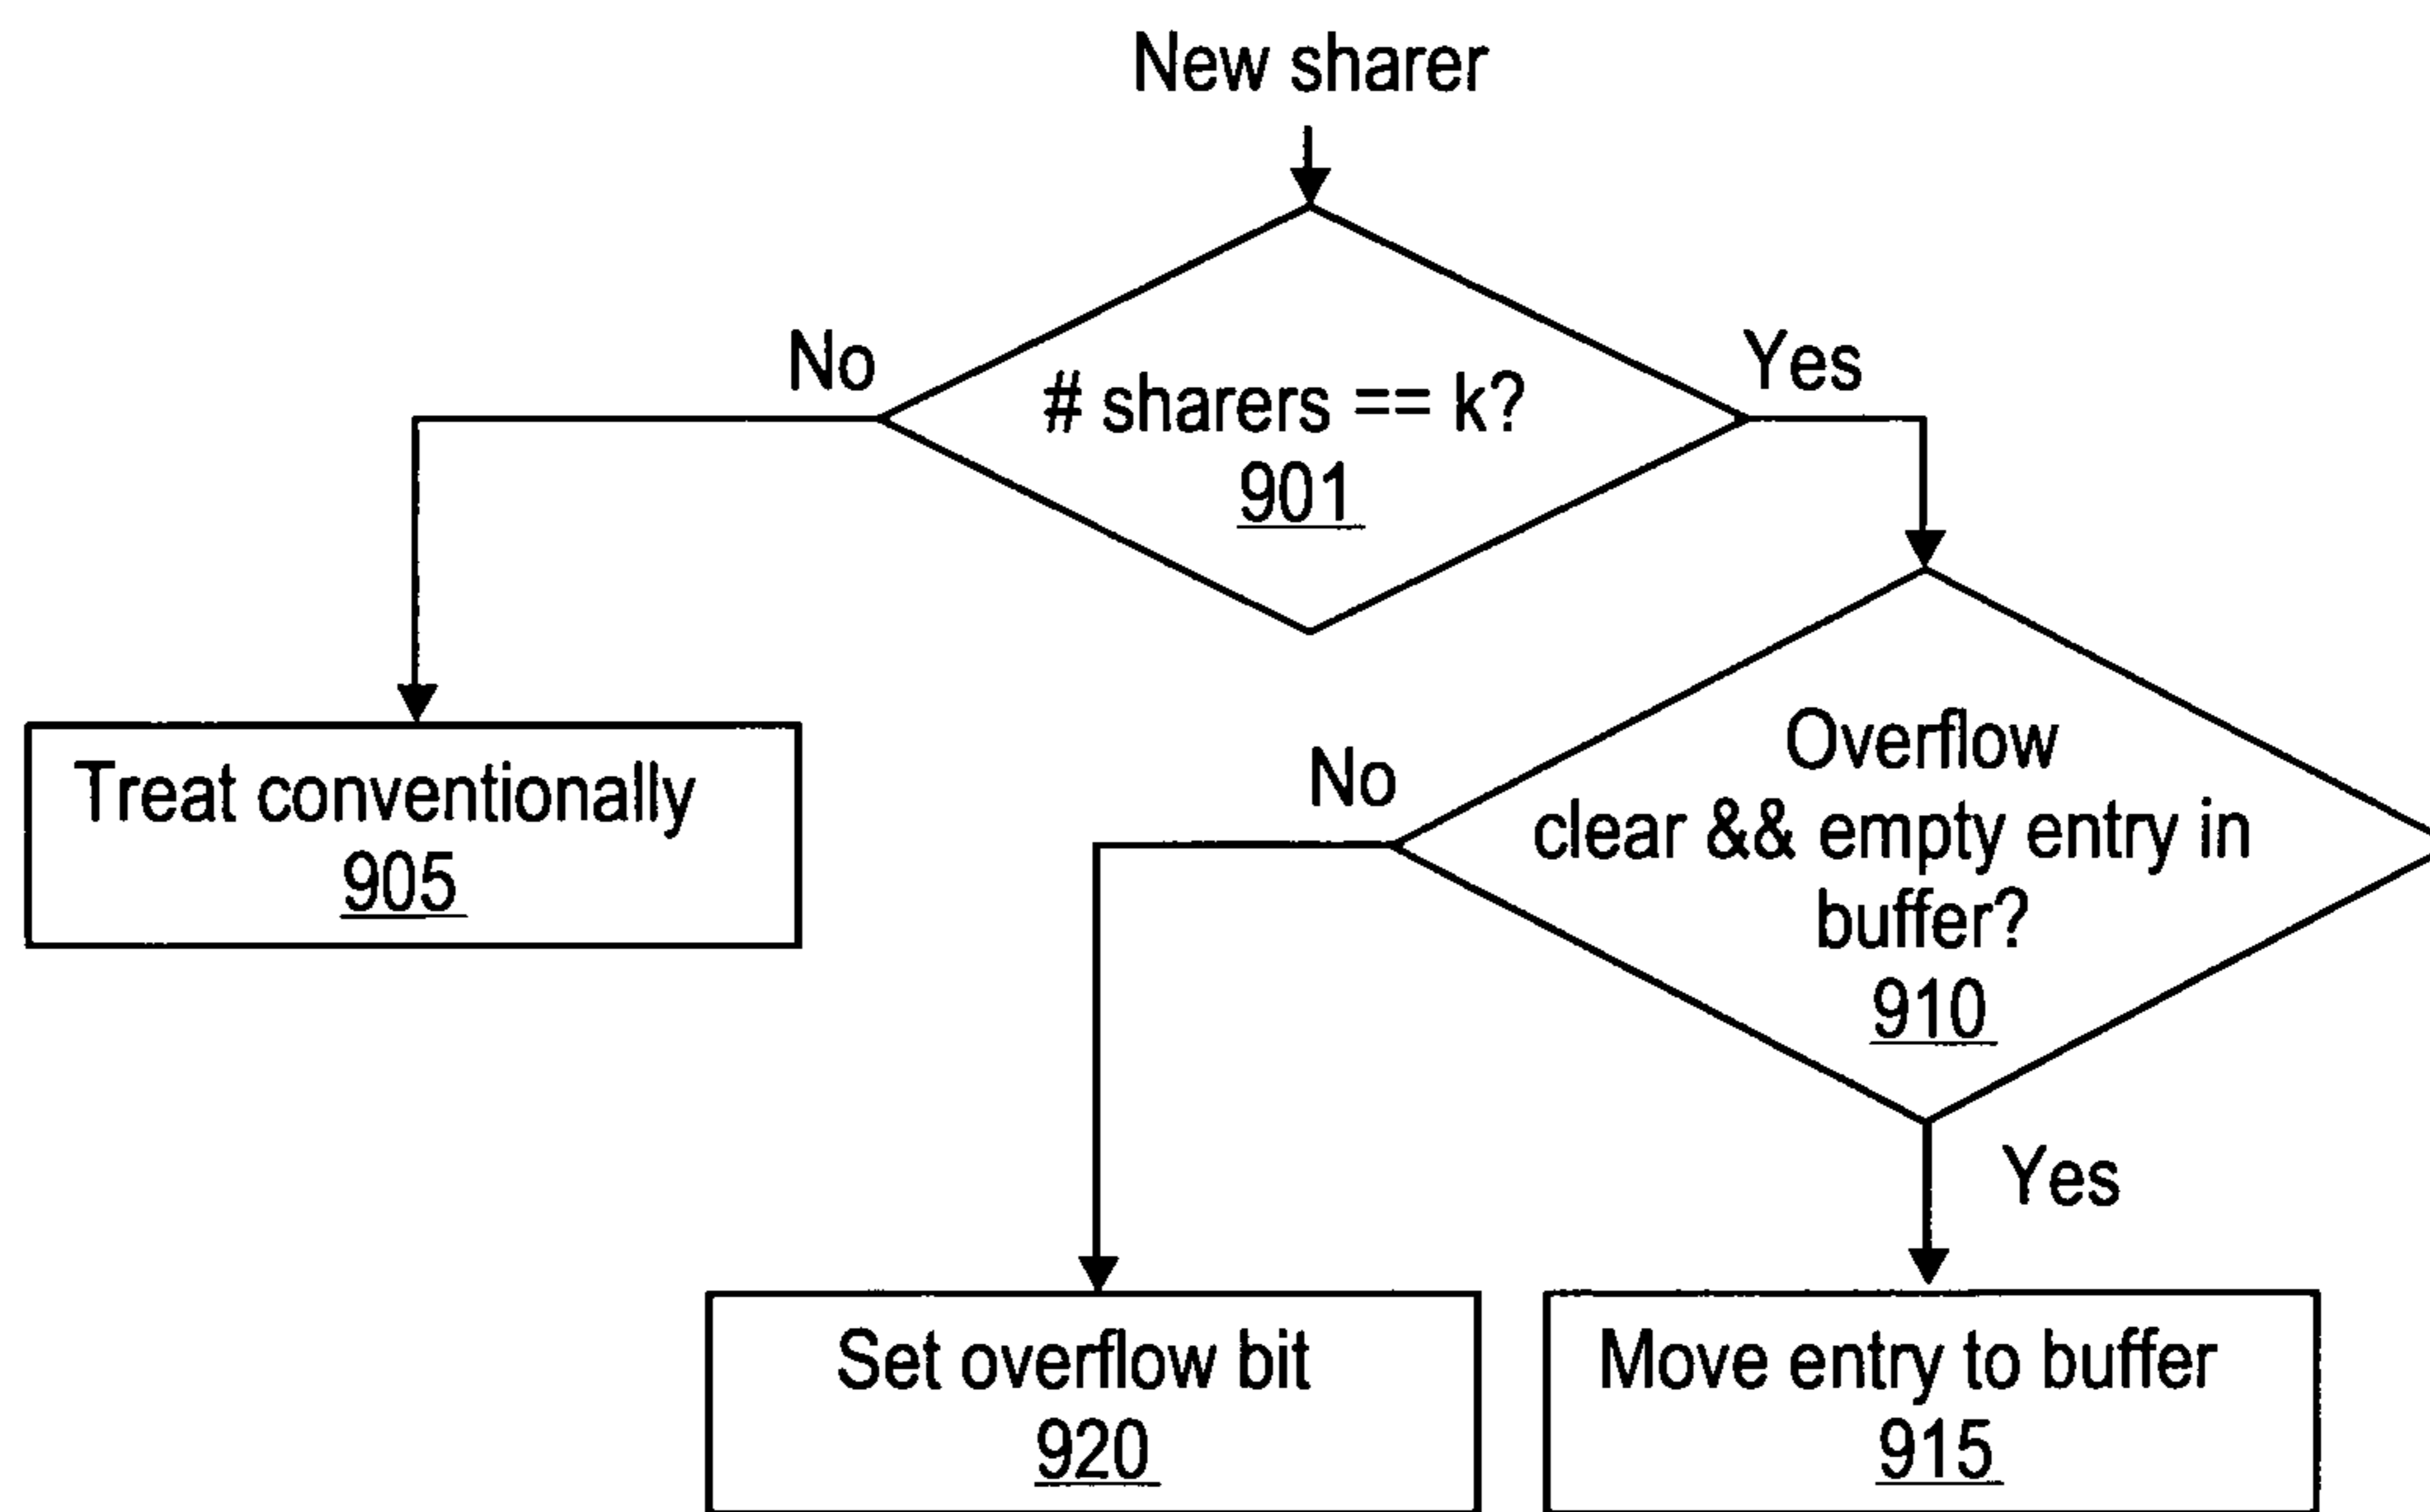 New sharer
No
Yes
# sharers == k?
901
Treat conventionally
905
No
Overflow
clear && empty entry in
buffer?
910
Yes
Set overflow bit
920
Move entry to buffer
915